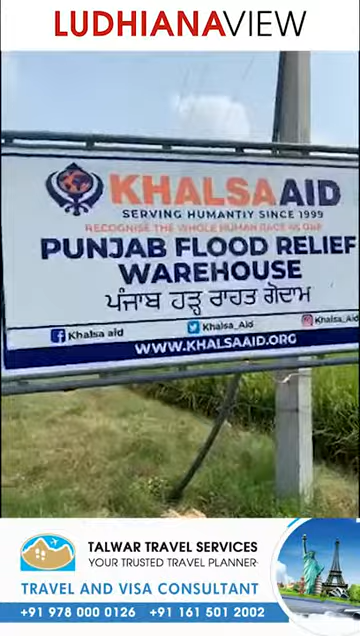 LUDHIANAVIEW
KHALSAAID
SERVING HUMANTIY SINCE 1999
RECOGNISE THE WHOLE HUMAN RACE AS ONE
PUNJAB FLOOD RELIEF
WAREHOUSE
ਪੰਜਾਬ ਹੜ੍ਹ ਰਾਹਤ ਗੋਦਾਮ
Khalsa aid Khalsa_Aid Khalsa_Aid
WWW.KHALSAAID.ORG
TALWAR TRAVEL SERVICES
YOUR TRUSTED TRAVEL PLANNER
TRAVEL AND VISA CONSULTANT
+91 978 000 0126 +91 161 501 2002